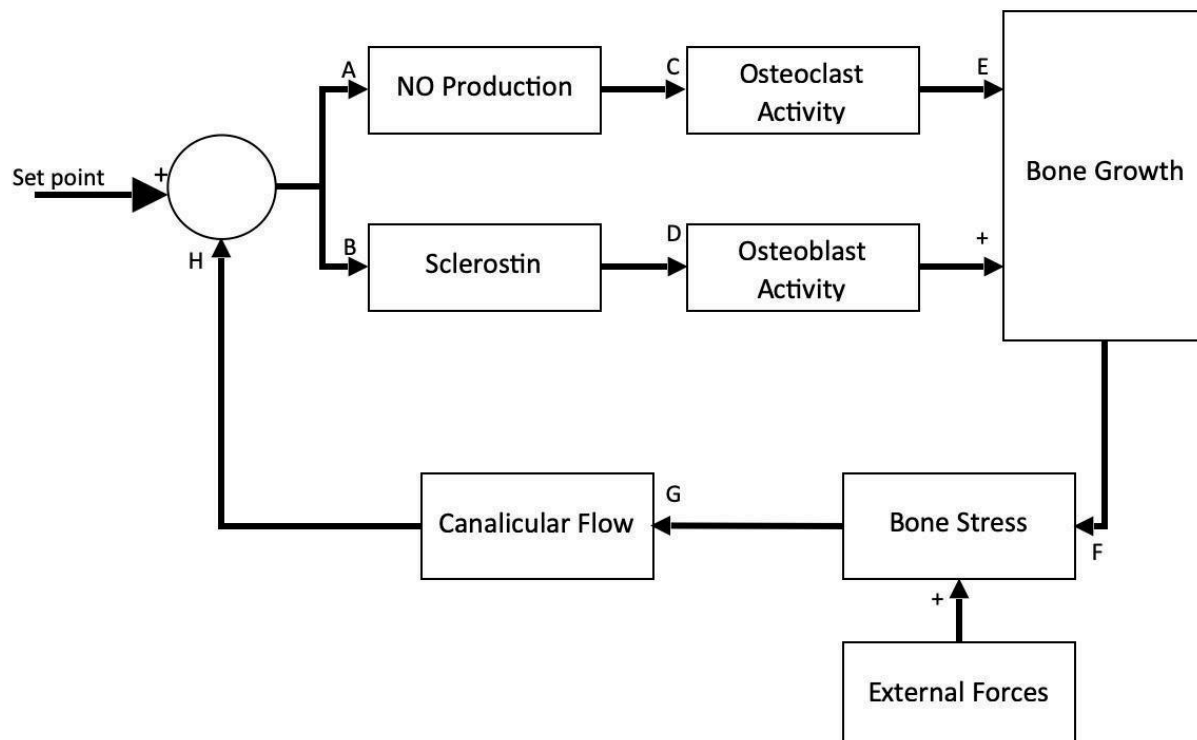 A
NO Production
C
Osteoclast
Activity
E
Bone Growth
Set point
+
B
Sclerostin
D
Osteoblast
Activity
+
H
Canalicular Flow
G
Bone Stress
F
+
External Forces